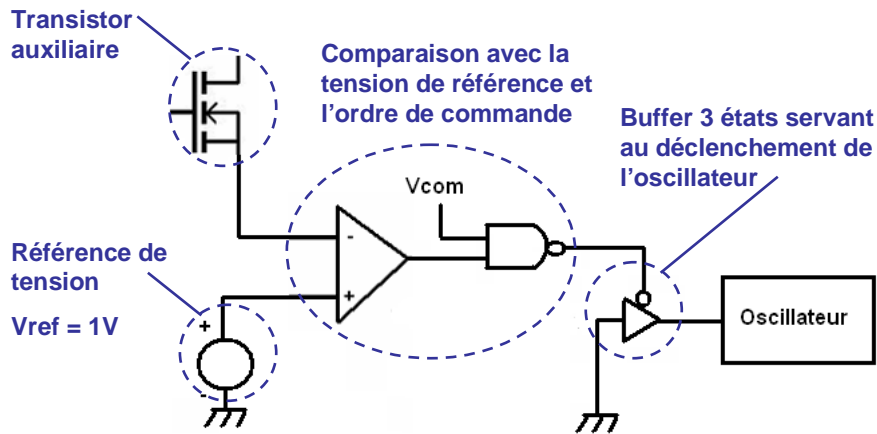 Transistor
auxiliaire
Comparaison avec la
tension de référence et
l'ordre de commande
Buffer 3 états servant
au déclenchement de
l'oscillateur
Vcom
-
+
Référence de
tension
Vref = 1V
+
-
Oscillateur